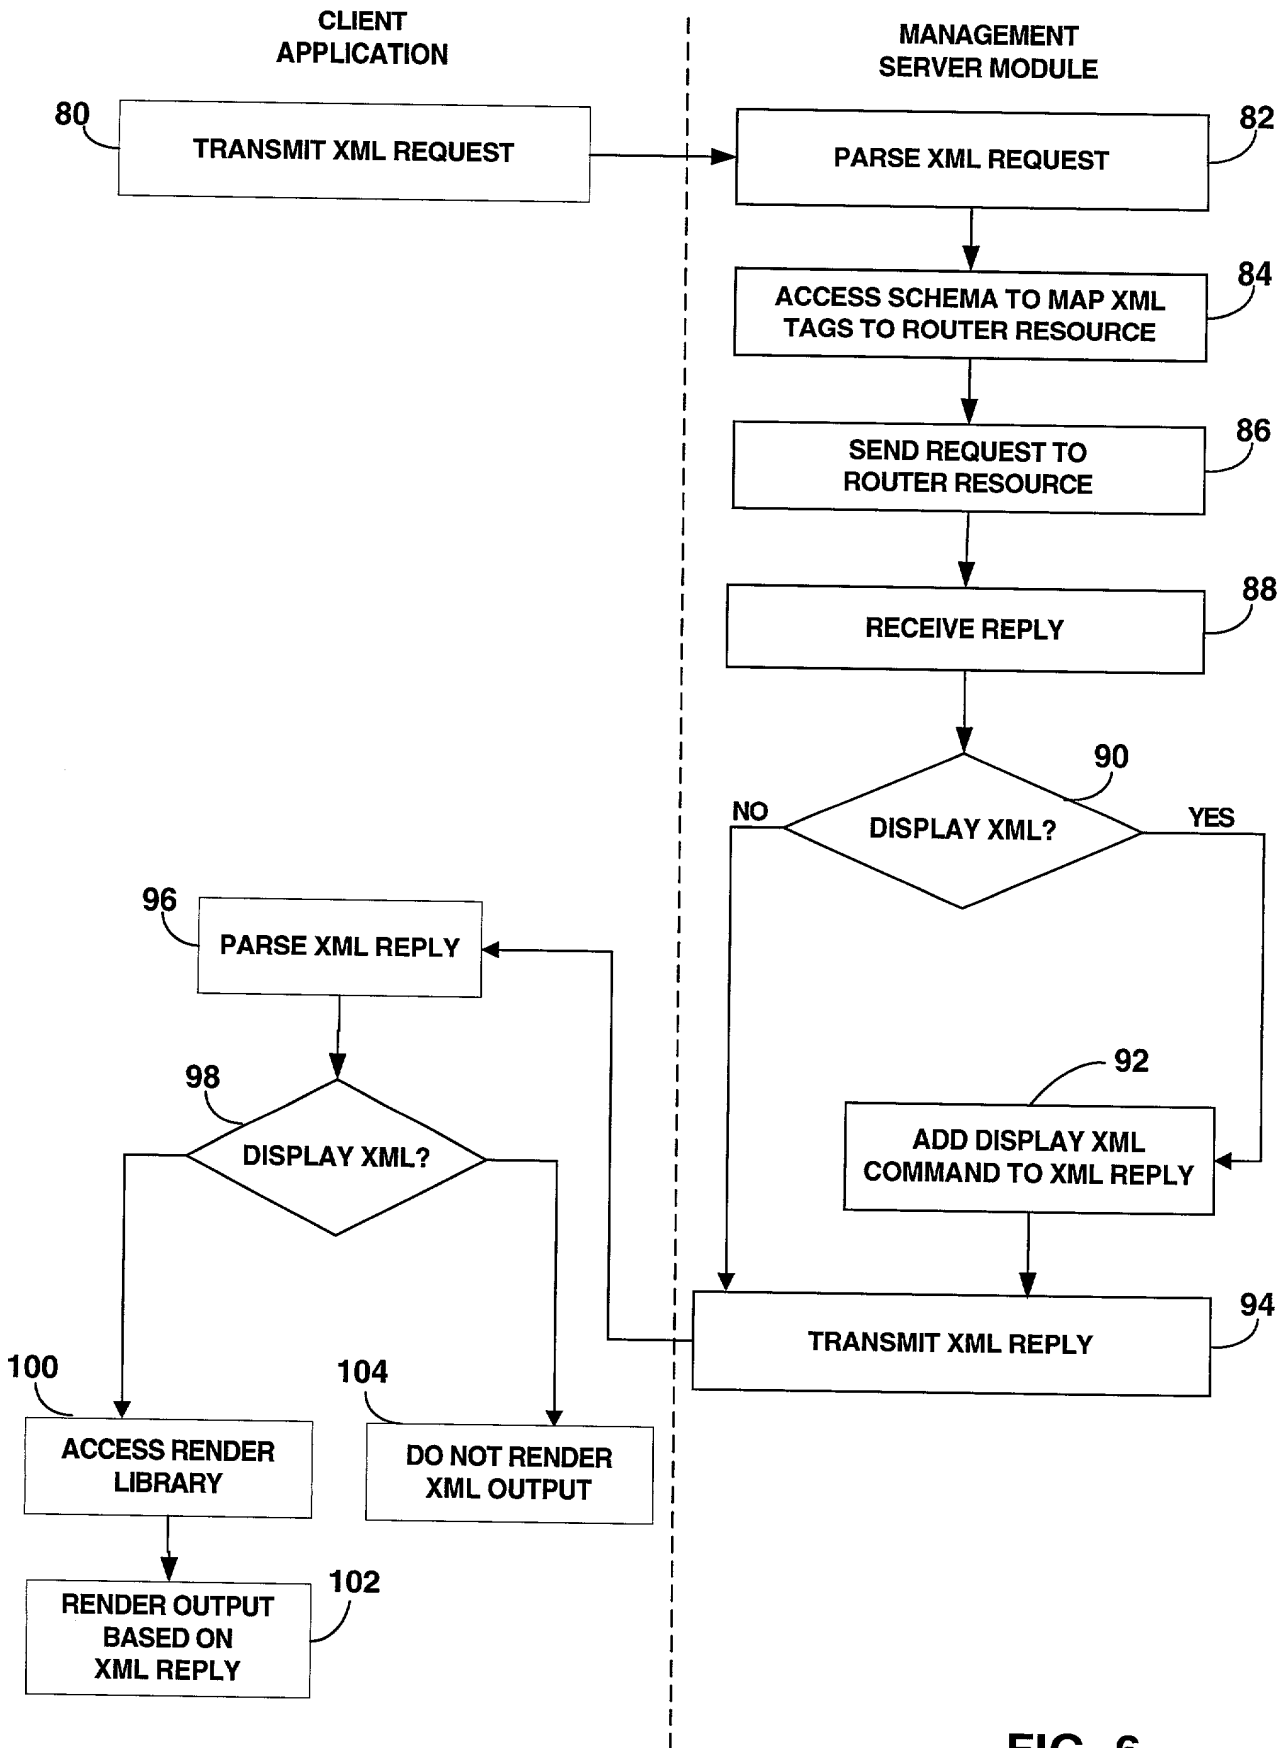 CLIENT
APPLICATION
MANAGEMENT
SERVER MODULE
80
TRANSMIT XML REQUEST
82
PARSE XML REQUEST
84
ACCESS SCHEMA TO MAP XML
TAGS TO ROUTER RESOURCE
86
SEND REQUEST TO
ROUTER RESOURCE
88
RECEIVE REPLY
90
NO
DISPLAY XML?
YES
96
PARSE XML REPLY
92
ADD DISPLAY XML
COMMAND TO XML REPLY
98
DISPLAY XML?
94
TRANSMIT XML REPLY
100
ACCESS RENDER
LIBRARY
104
DO NOT RENDER
XML OUTPUT
102
RENDER OUTPUT
BASED ON
XML REPLY
FIG. 6